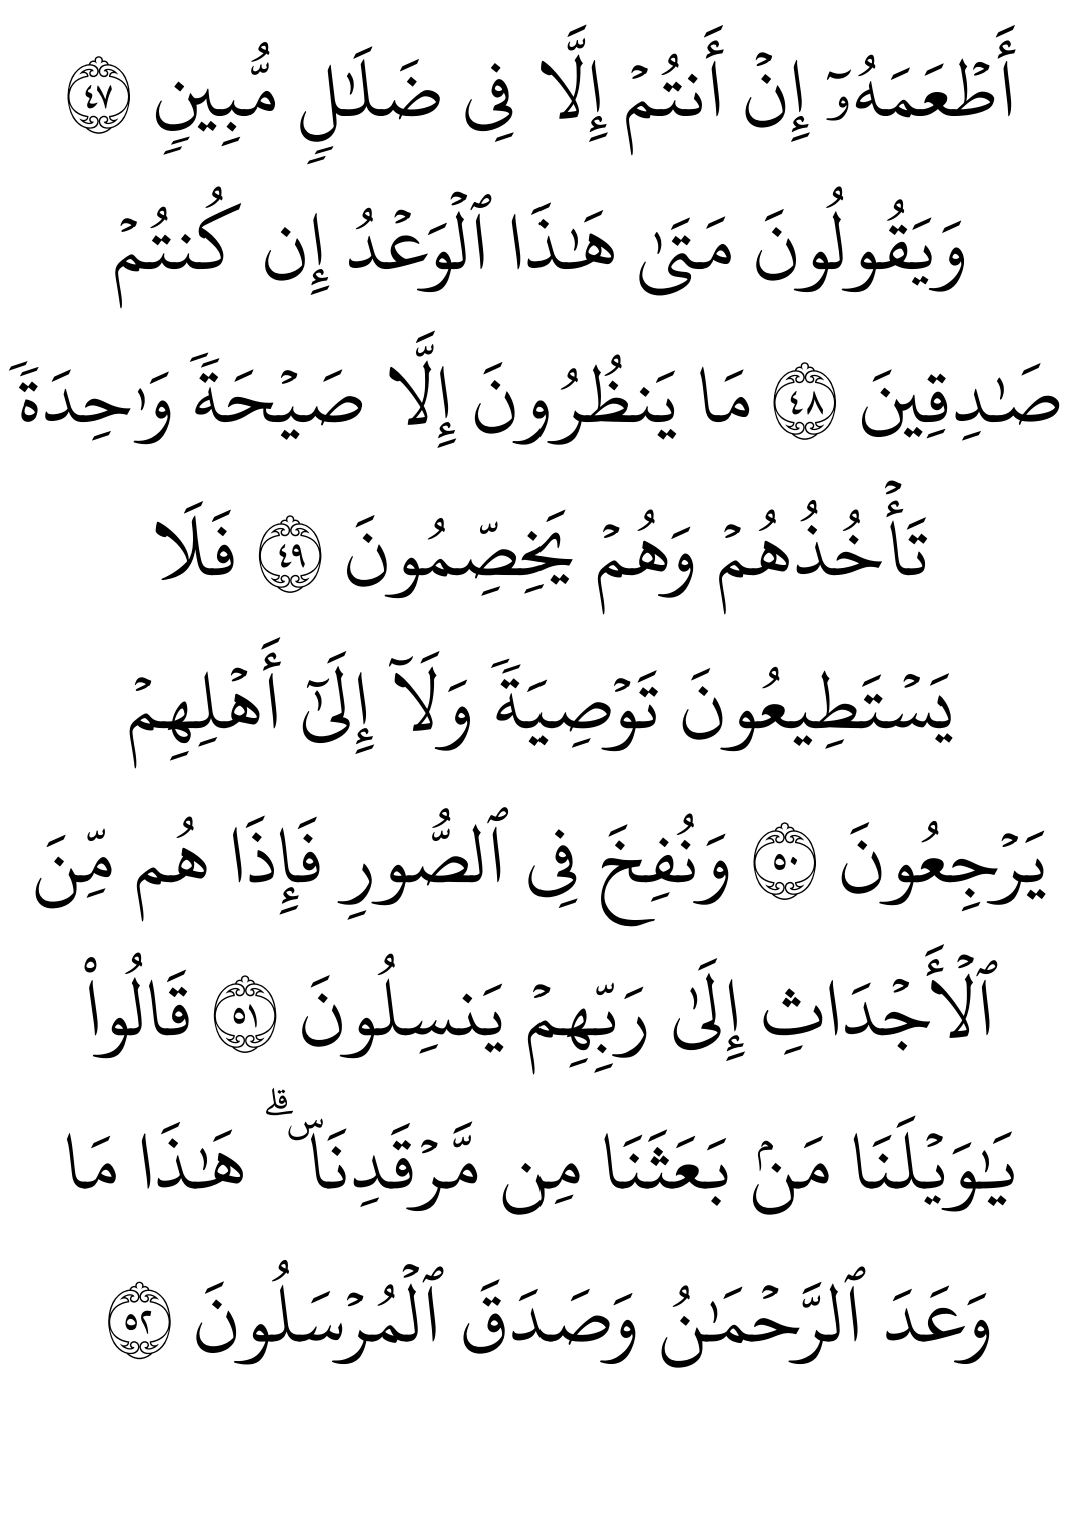 أَطۡعَمَهُۥٓ إِنۡ أَنتُمۡ إِلَّا فِي ضَلَٰلٖ مُّبِينٖ ٤٧
وَيَقُولُونَ مَتَىٰ هَٰذَا ٱلۡوَعۡدُ إِن كُنتُمۡ
صَٰدِقِينَ ٤٨ مَا يَنظُرُونَ إِلَّا صَيۡحَةٗ وَٰحِدَةٗ
تَأۡخُذُهُمۡ وَهُمۡ يَخِصِّمُونَ ٤٩ فَلَا
يَسۡتَطِيعُونَ تَوۡصِيَةٗ وَلَآ إِلَىٰٓ أَهۡلِهِمۡ
يَرۡجِعُونَ ٥٠ وَنُفِخَ فِي ٱلصُّورِ فَإِذَا هُم مِّنَ
ٱلۡأَجۡدَاثِ إِلَىٰ رَبِّهِمۡ يَنسِلُونَ ٥١ قَالُواْ
يَٰوَيۡلَنَا مَنۢ بَعَثَنَا مِن مَّرۡقَدِنَاۜۗ هَٰذَا مَا
وَعَدَ ٱلرَّحۡمَٰنُ وَصَدَقَ ٱلۡمُرۡسَلُونَ ٥٢